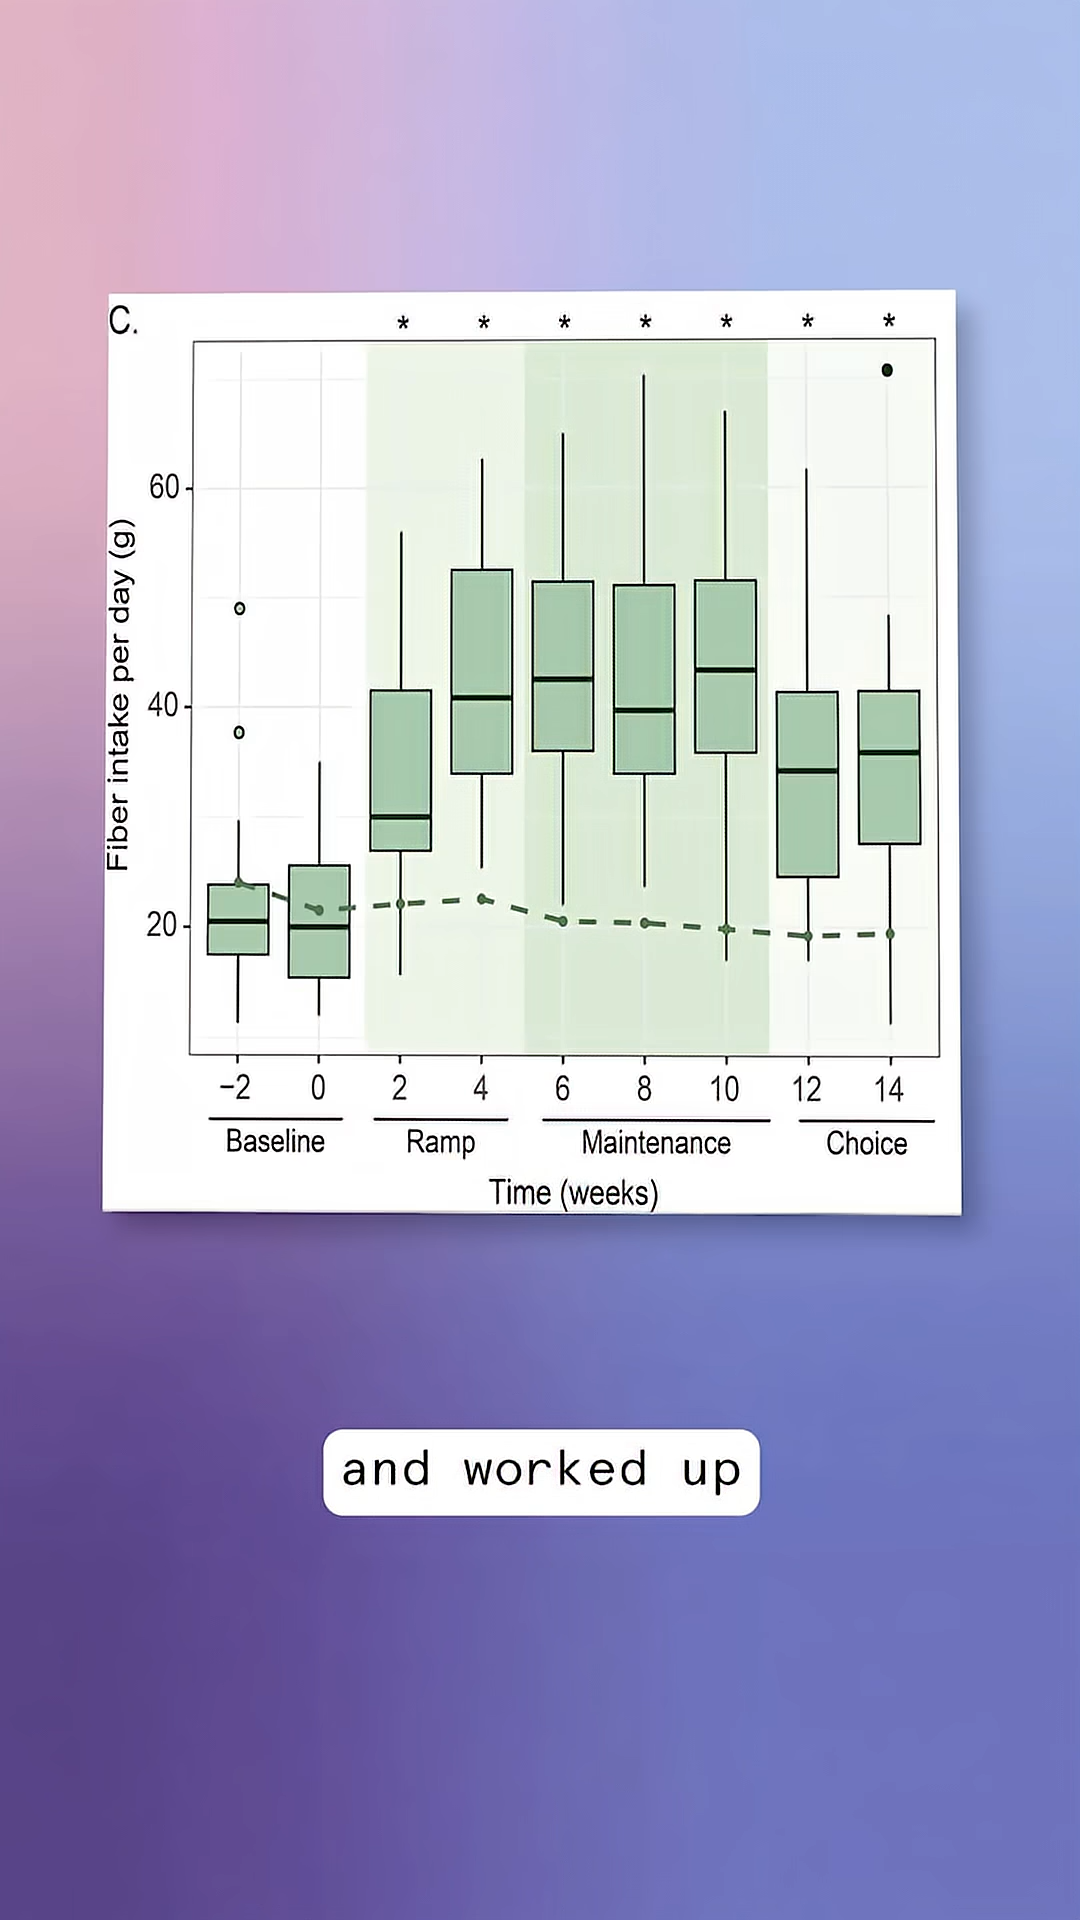 C.
* * * * * * *
Fiber intake per day (g)
60
40
20
−2 0 2 4 6 8 10 12 14
Baseline Ramp Maintenance Choice
Time (weeks)
and worked up